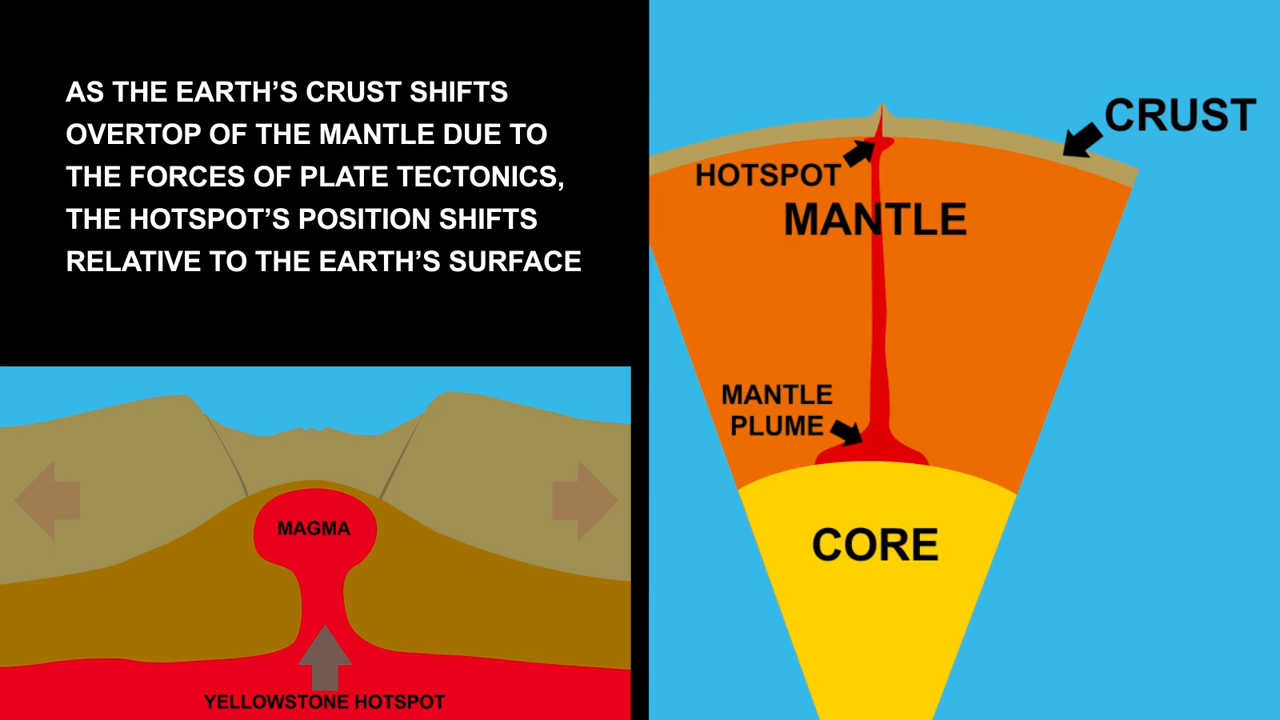 AS THE EARTH’S CRUST SHIFTS
OVERTOP OF THE MANTLE DUE TO
THE FORCES OF PLATE TECTONICS,
THE HOTSPOT’S POSITION SHIFTS
RELATIVE TO THE EARTH’S SURFACE
MAGMA
YELLOWSTONE HOTSPOT
CRUST
HOTSPOT
MANTLE
MANTLE
PLUME
CORE